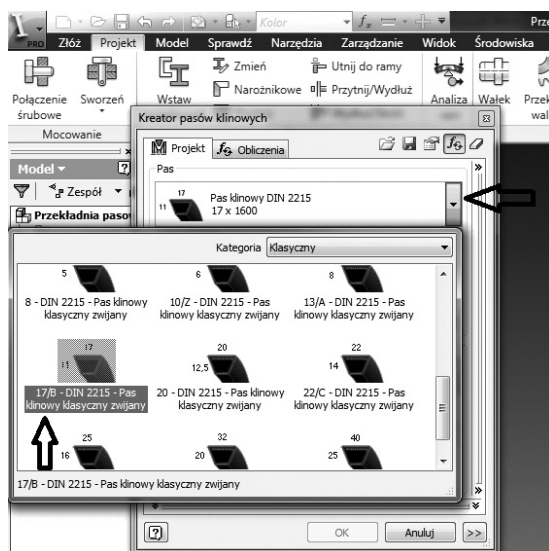 PRO
Kolor
fx
Prze
Złóż Projekt Model Sprawdź Narzędzia Zarządzanie Widok Środowiska
Połączenie śrubowe
Sworzeń
Wstaw
Zmień
Narożnikowe
Utnij do ramy
Przytnij/Wydłuż
Analiza
Wałek
Przek
wal
Mocowanie
Model
Zespół
Przekładnia paso
Kreator pasów klinowych
Projekt
Obliczenia
Pas
17
11
Pas klinowy DIN 2215
17 x 1600
Kategoria Klasyczny
5
6
8
8 - DIN 2215 - Pas
klinowy klasyczny zwijany
10/Z - DIN 2215 - Pas
klinowy klasyczny zwijany
13/A - DIN 2215 - Pas
klinowy klasyczny zwijany
17
11
20
12,5
22
14
17/B - DIN 2215 - Pas
klinowy klasyczny zwijany
20 - DIN 2215 - Pas klinowy
klasyczny zwijany
22/C - DIN 2215 - Pas
klinowy klasyczny zwijany
25
16
32
20
40
25
17/B - DIN 2215 - Pas klinowy klasyczny zwijany
OK
Anuluj
>>